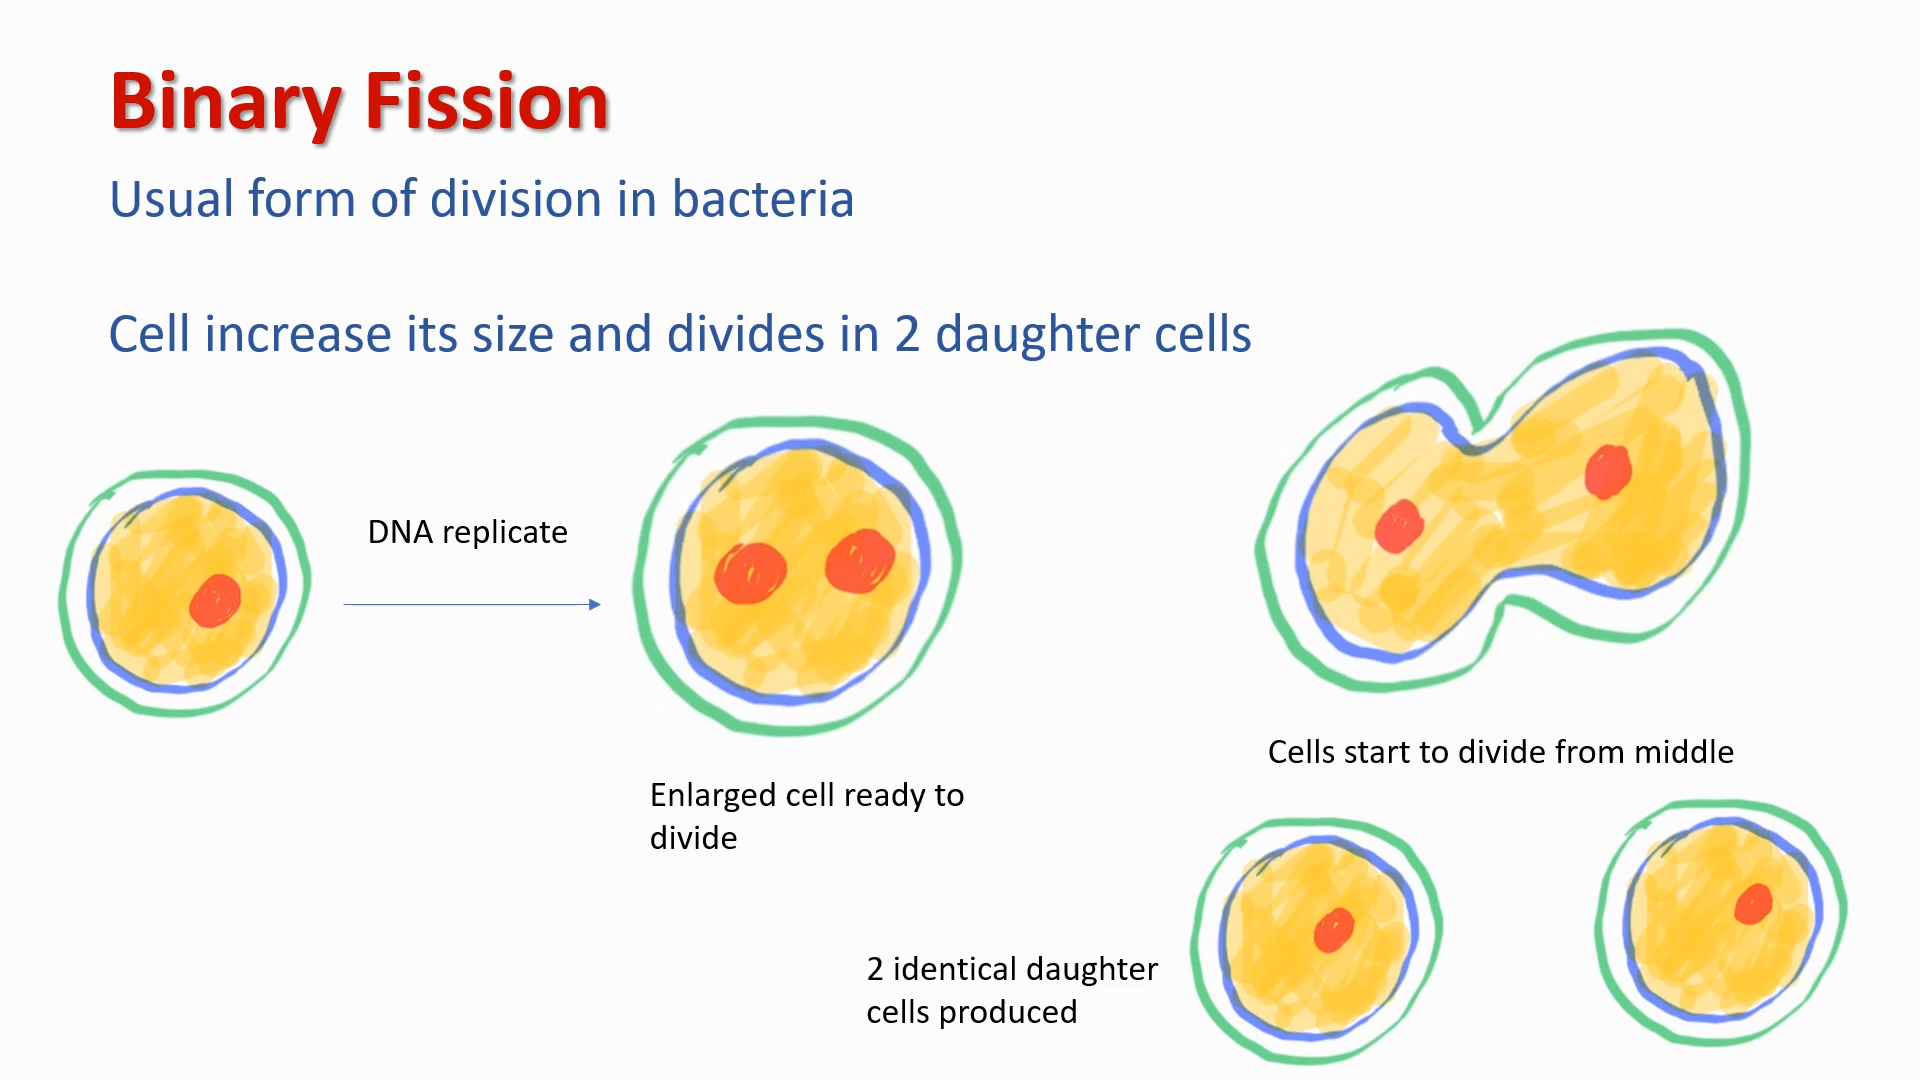 Binary Fission
Usual form of division in bacteria
Cell increase its size and divides in 2 daughter cells
DNA replicate
Enlarged cell ready to
divide
Cells start to divide from middle
2 identical daughter
cells produced